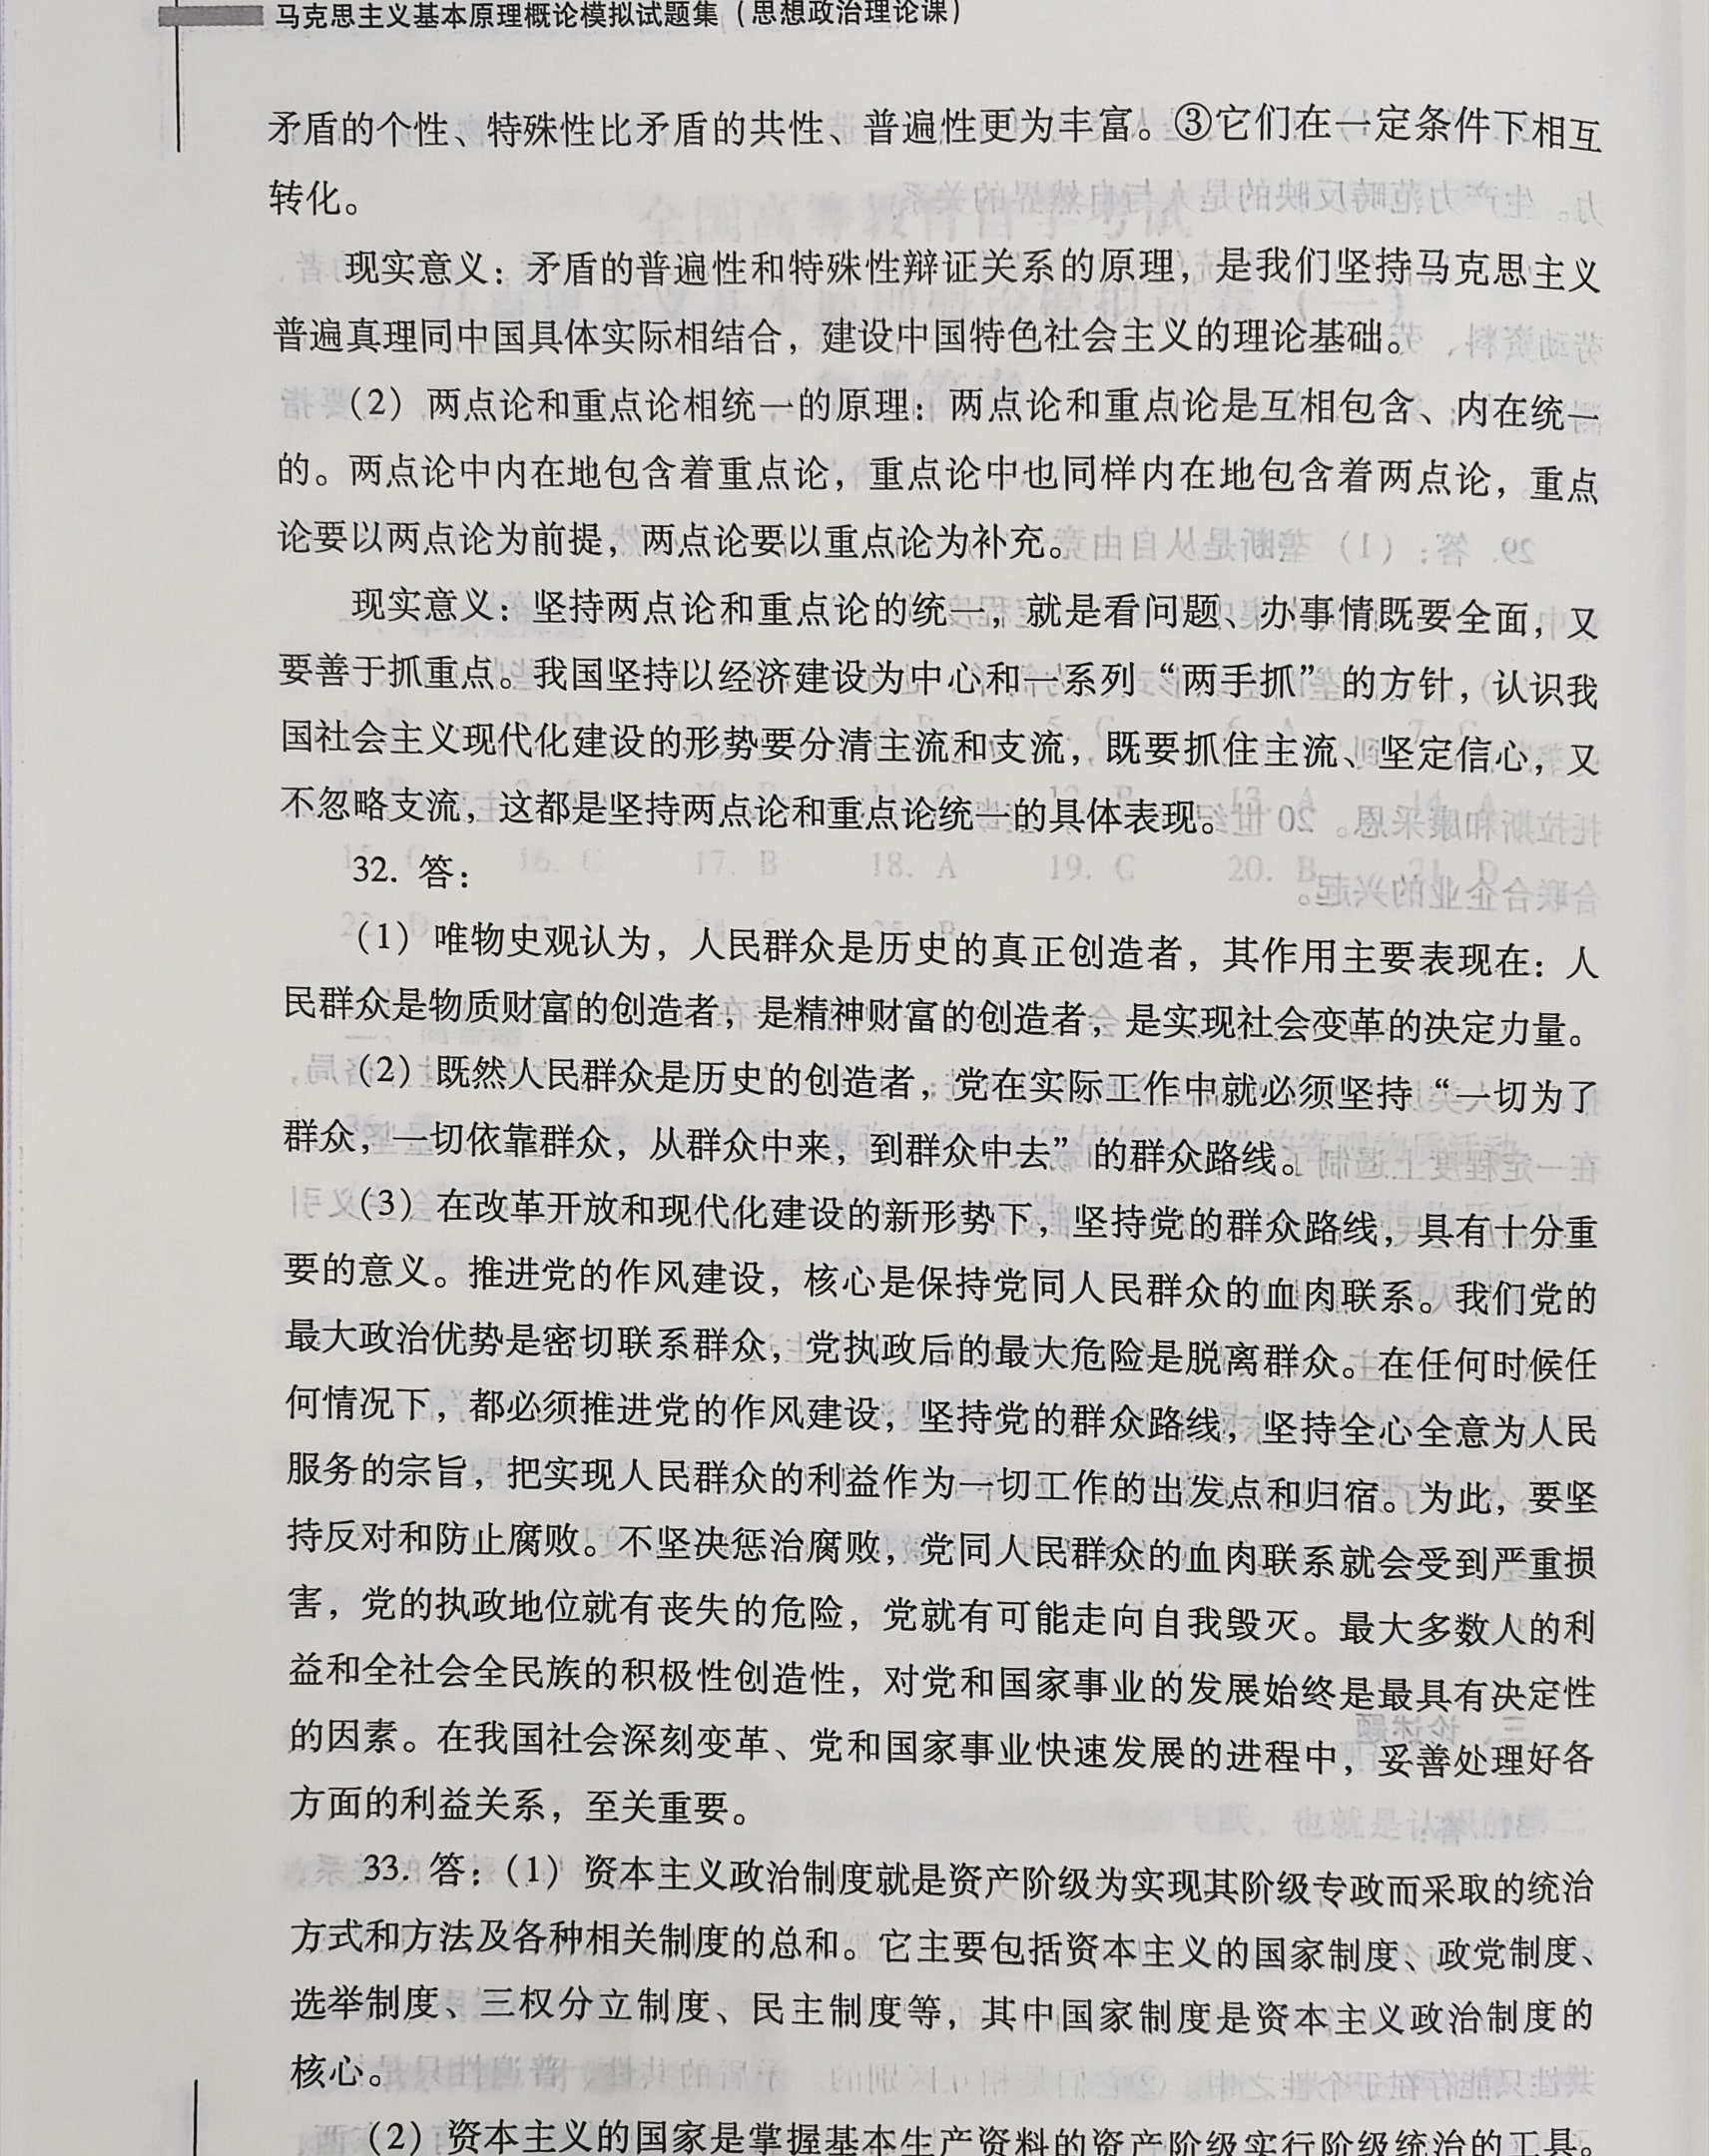 马克思主义基本原理概论模拟试题集（思想政治理论课）
矛盾的个性、特殊性比矛盾的共性、普遍性更为丰富。③它们在一定条件下相互
转化。
现实意义：矛盾的普遍性和特殊性辩证关系的原理，是我们坚持马克思主义
普遍真理同中国具体实际相结合，建设中国特色社会主义的理论基础。
（2）两点论和重点论相统一的原理：两点论和重点论是互相包含、内在统一
的。两点论中内在地包含着重点论，重点论中也同样内在地包含着两点论，重点
论要以两点论为前提，两点论要以重点论为补充。
现实意义：坚持两点论和重点论的统一，就是看问题、办事情既要全面，又
要善于抓重点。我国坚持以经济建设为中心和一系列“两手抓”的方针，认识我
国社会主义现代化建设的形势要分清主流和支流，既要抓住主流、坚定信心，又
不忽略支流，这都是坚持两点论和重点论统一的具体表现。
32. 答：
（1）唯物史观认为，人民群众是历史的真正创造者，其作用主要表现在：人
民群众是物质财富的创造者，是精神财富的创造者，是实现社会变革的决定力量。
（2）既然人民群众是历史的创造者，党在实际工作中就必须坚持“一切为了
群众，一切依靠群众，从群众中来，到群众中去”的群众路线。
（3）在改革开放和现代化建设的新形势下，坚持党的群众路线，具有十分重
要的意义。推进党的作风建设，核心是保持党同人民群众的血肉联系。我们党的
最大政治优势是密切联系群众，党执政后的最大危险是脱离群众。在任何时候任
何情况下，都必须推进党的作风建设，坚持党的群众路线，坚持全心全意为人民
服务的宗旨，把实现人民群众的利益作为一切工作的出发点和归宿。为此，要坚
持反对和防止腐败。不坚决惩治腐败，党同人民群众的血肉联系就会受到严重损
害，党的执政地位就有丧失的危险，党就有可能走向自我毁灭。最大多数人的利
益和全社会全民族的积极性创造性，对党和国家事业的发展始终是最具有决定性
的因素。在我国社会深刻变革、党和国家事业快速发展的进程中，妥善处理好各
方面的利益关系，至关重要。
33. 答：（1）资本主义政治制度就是资产阶级为实现其阶级专政而采取的统治
方式和方法及各种相关制度的总和。它主要包括资本主义的国家制度、政党制度、
选举制度、三权分立制度、民主制度等，其中国家制度是资本主义政治制度的
核心。
（2）资本主义的国家是掌握基本生产资料的资产阶级实行阶级统治的工具。